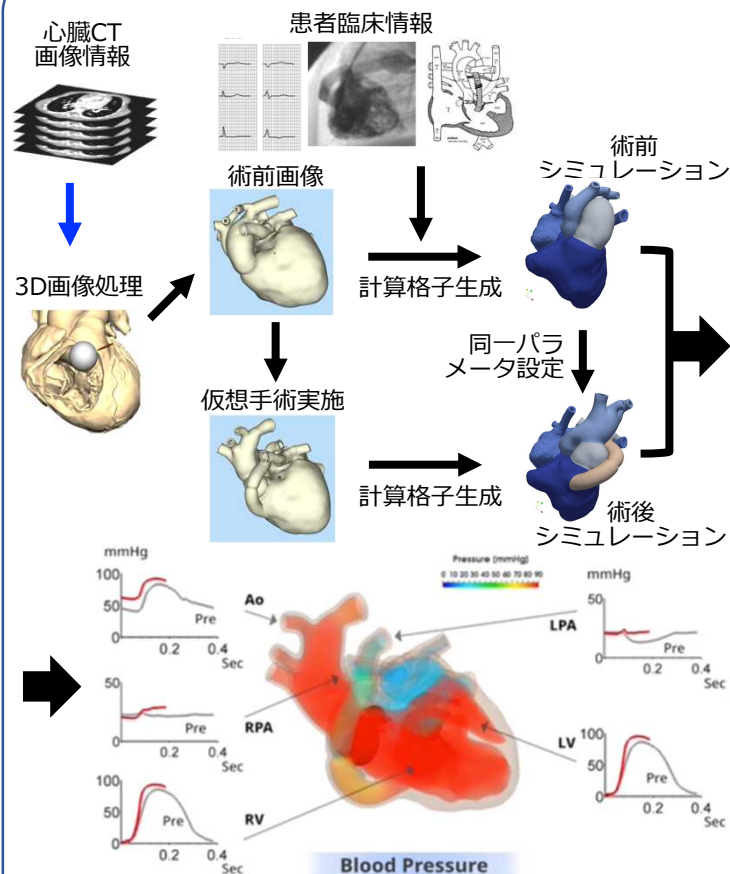 心臓CT
画像情報
患者臨床情報
術前画像
術前
シミュレーション
3D画像処理
計算格子生成
同一パラ
メータ設定
仮想手術実施
計算格子生成
術後
シミュレーション
mmHg
100
50
0
0.2
0.4
Sec
Pre
Ao
Pressure (mmHg)
0 10 20 30 40 50 60 70 80 90
mmHg
50
0
0.2
0.4
Sec
Pre
LPA
50
0
0.2
0.4
Sec
Pre
RPA
100
50
0
0.2
0.4
Sec
Pre
LV
100
50
0
0.2
0.4
Sec
Pre
RV
Blood Pressure